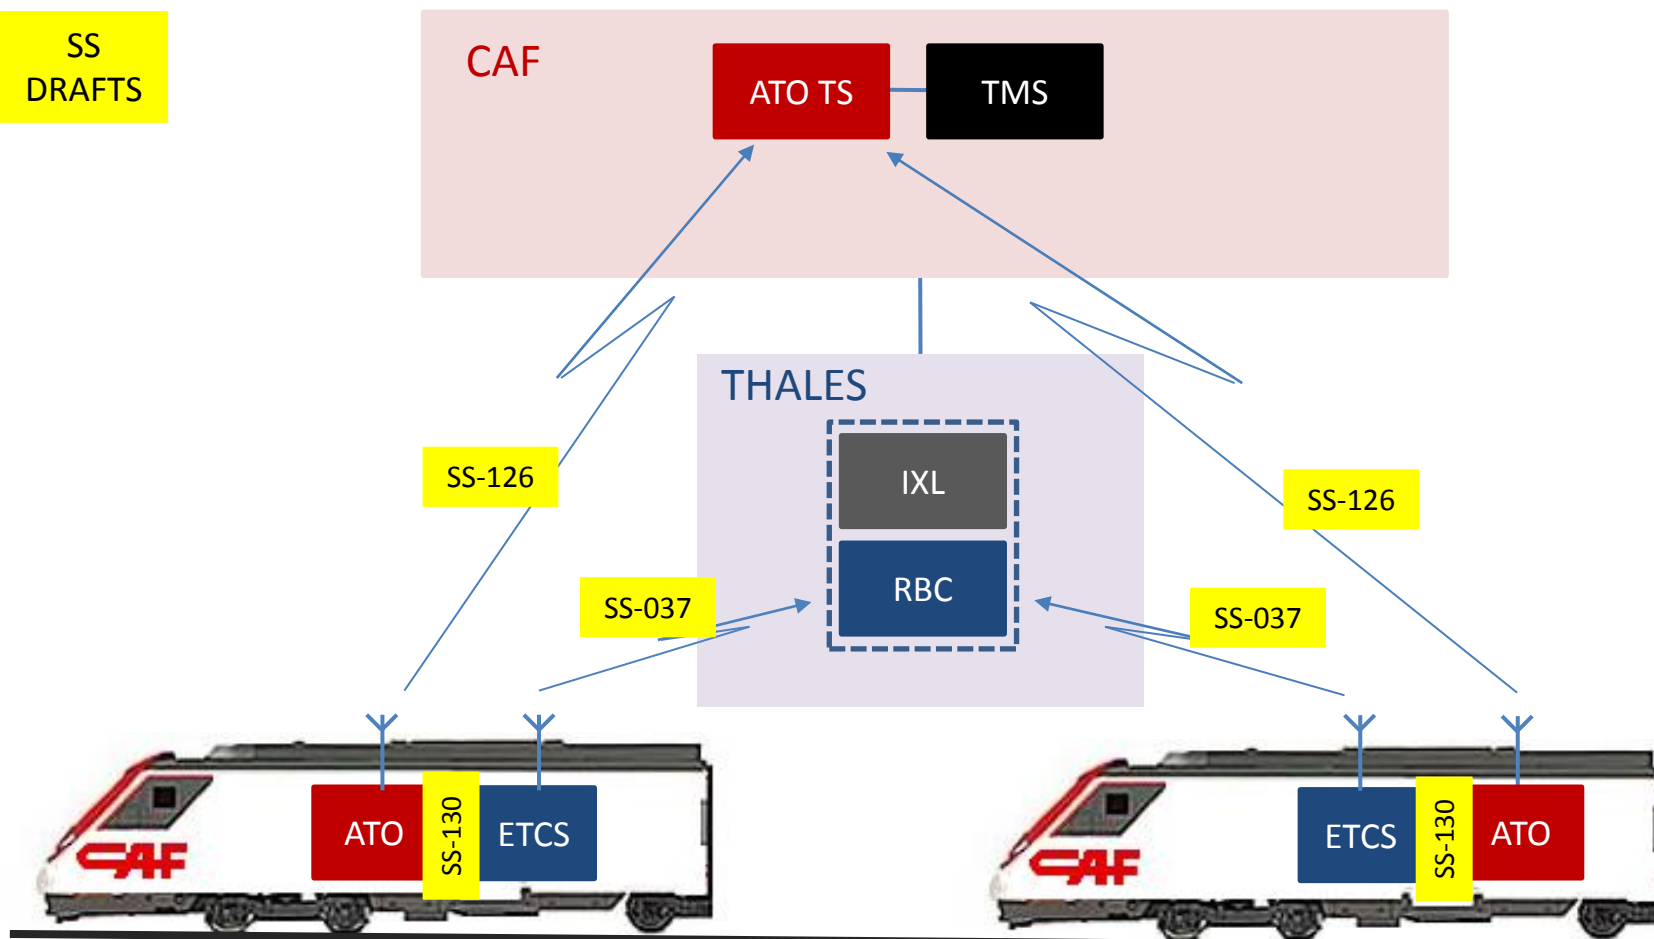 SS
DRAFTS
CAF
ATO TS
TMS
THALES
IXL
RBC
SS-126
SS-126
SS-037
SS-037
ATO
SS-130
ETCS
CAF
ETCS
SS-130
ATO
CAF